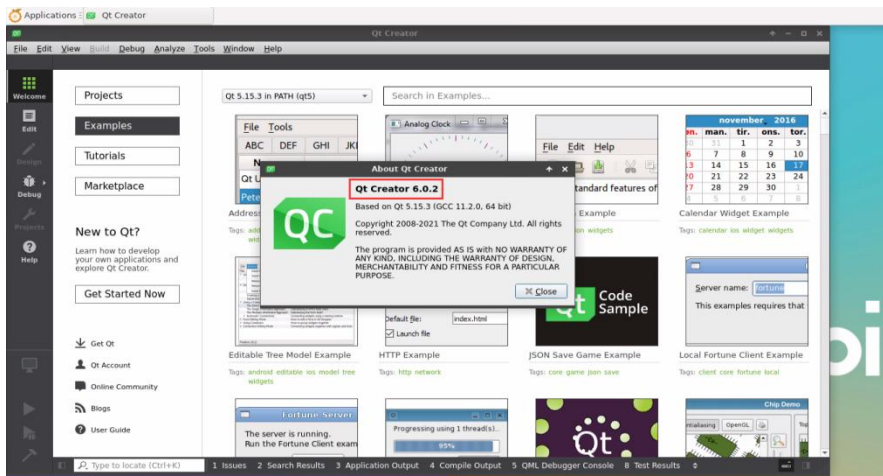 Applications
Qt Creator
Qt Creator
File Edit View Build Debug Analyze Tools Window Help
Welcome
Edit
Design
Debug
Projects
Help
Projects
Examples
Tutorials
Marketplace
New to Qt?
Learn how to develop
your own applications and
explore Qt Creator.
Get Started Now
Get Qt
Qt Account
Online Community
Blogs
User Guide
Qt 5.15.3 in PATH (qt5)
Search in Examples...
File Tools
ABC DEF GHI
Analog Clock
File Edit Help
tandard features of
november 2016
man. tir. ons. tor.
31 1 2 3
7 8 9 10
14 15 16 17
20 21 22 23 24
28 29 30 1
4 5 6 7 8
About Qt Creator
Qt Creator 6.0.2
Based on Qt 5.15.3 (GCC 11.2.0, 64 bit)
Copyright 2008-2021 The Qt Company Ltd. All rights
reserved.
The program is provided AS IS with NO WARRANTY OF
ANY KIND, INCLUDING THE WARRANTY OF DESIGN,
MERCHANTABILITY AND FITNESS FOR A PARTICULAR
PURPOSE.
Close
QC
Address
Tags:
Example
widgets
Calendar Widget Example
Tags: calendar ios widget widgets
Default file: index.html
Launch file
Qt Code
Sample
Server name: fortune
This examples requires that
Editable Tree Model Example
Tags: android editable ios model tree
widgets
HTTP Example
Tags: http network
JSON Save Game Example
Tags: core game json save
Local Fortune Client Example
Tags: client core fortune local
Fortune Server
The server is running.
Run the Fortune Client exam
Progressing using 1 thread(s)...
95%
Qt
Chip Demo
OpenGL
Type to locate (Ctrl+K)
1 Issues 2 Search Results 3 Application Output 4 Compile Output 5 QML Debugger Console 8 Test Results